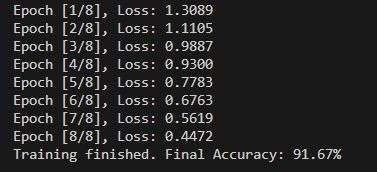 Epoch [1/8], Loss: 1.3089
Epoch [2/8], Loss: 1.1105
Epoch [3/8], Loss: 0.9887
Epoch [4/8], Loss: 0.9300
Epoch [5/8], Loss: 0.7783
Epoch [6/8], Loss: 0.6763
Epoch [7/8], Loss: 0.5619
Epoch [8/8], Loss: 0.4472
Training finished. Final Accuracy: 91.67%